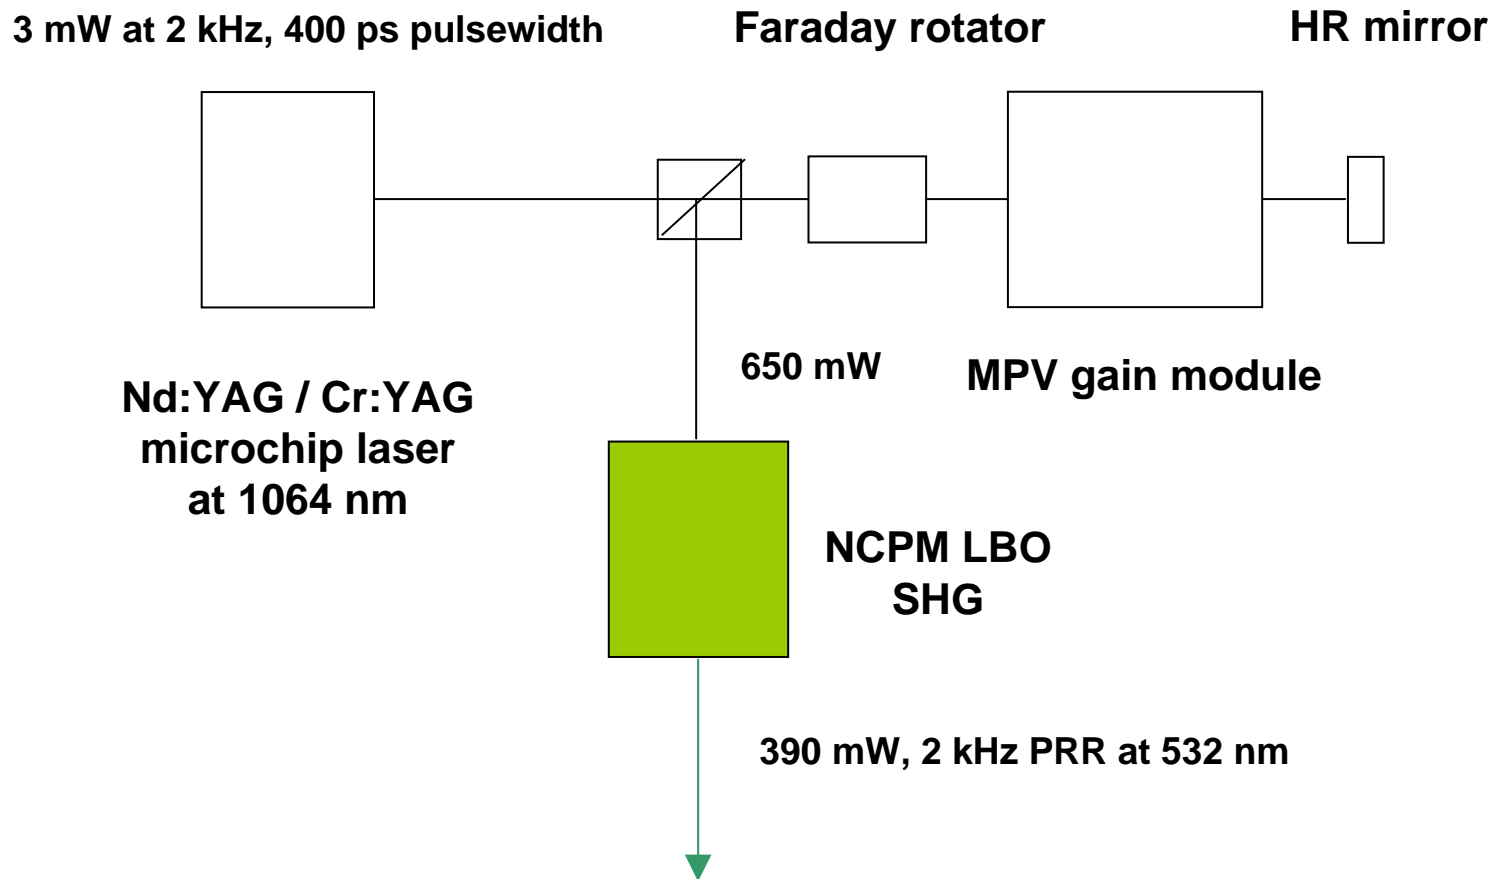 3 mW at 2 kHz, 400 ps pulsewidth
Faraday rotator
HR mirror
650 mW
MPV gain module
Nd:YAG / Cr:YAG
microchip laser
at 1064 nm
NCPM LBO
SHG
390 mW, 2 kHz PRR at 532 nm